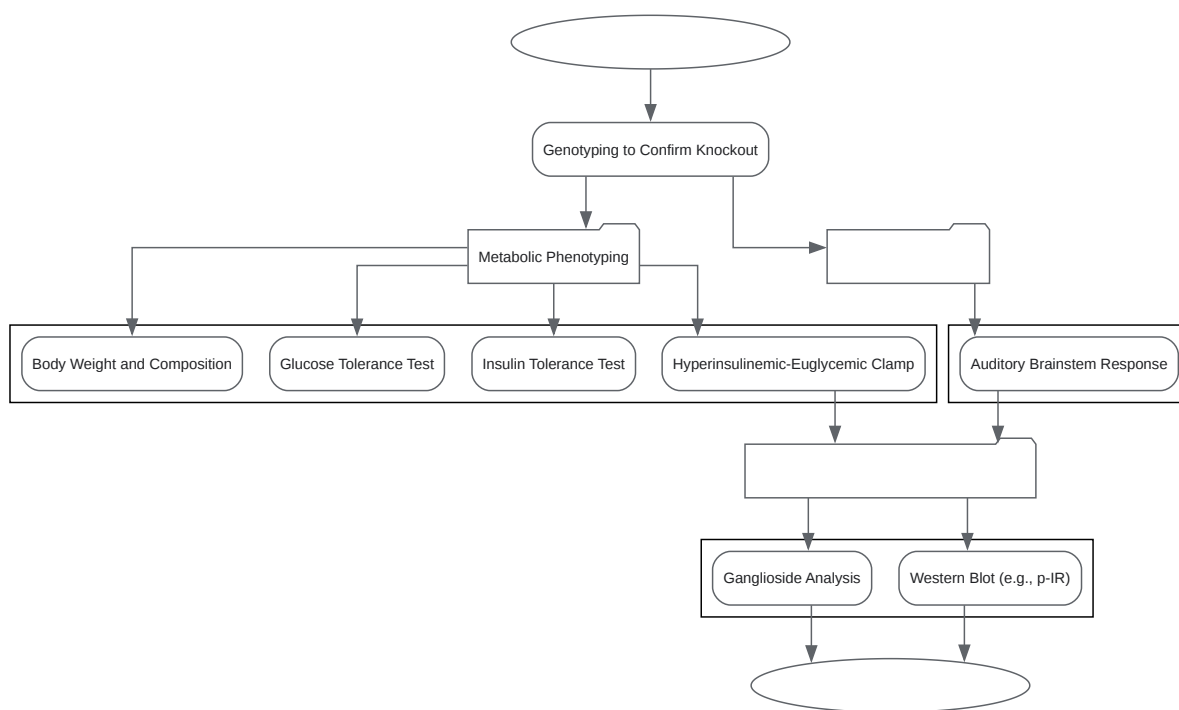 Genotyping to Confirm Knockout
Metabolic Phenotyping
Body Weight and Composition
Glucose Tolerance Test
Insulin Tolerance Test
Hyperinsulinemic-Euglycemic Clamp
Auditory Brainstem Response
Ganglioside Analysis
Western Blot (e.g., p-IR)